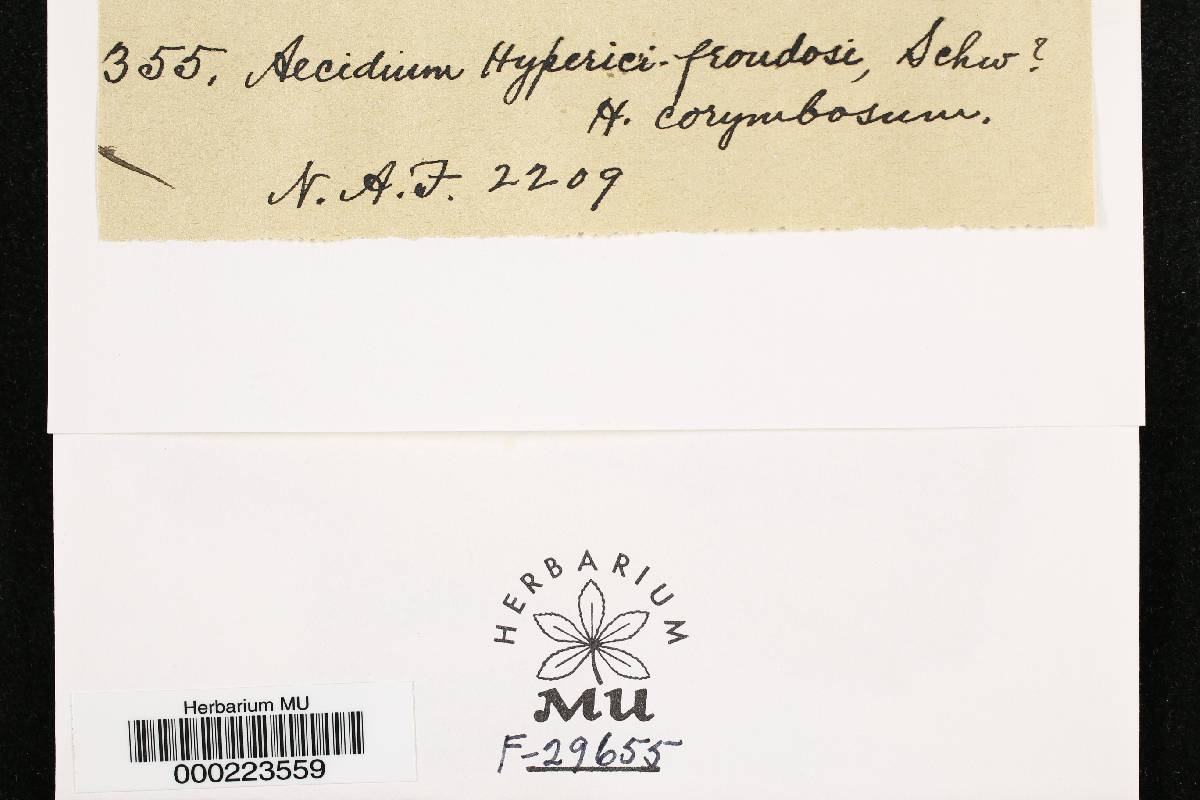 355. Aecidium Hyperici-frondosi, Schw?
H. corymbosum.
N. A. F. 2209
HERBARIUM
MU
F-29655
Herbarium MU
000223559